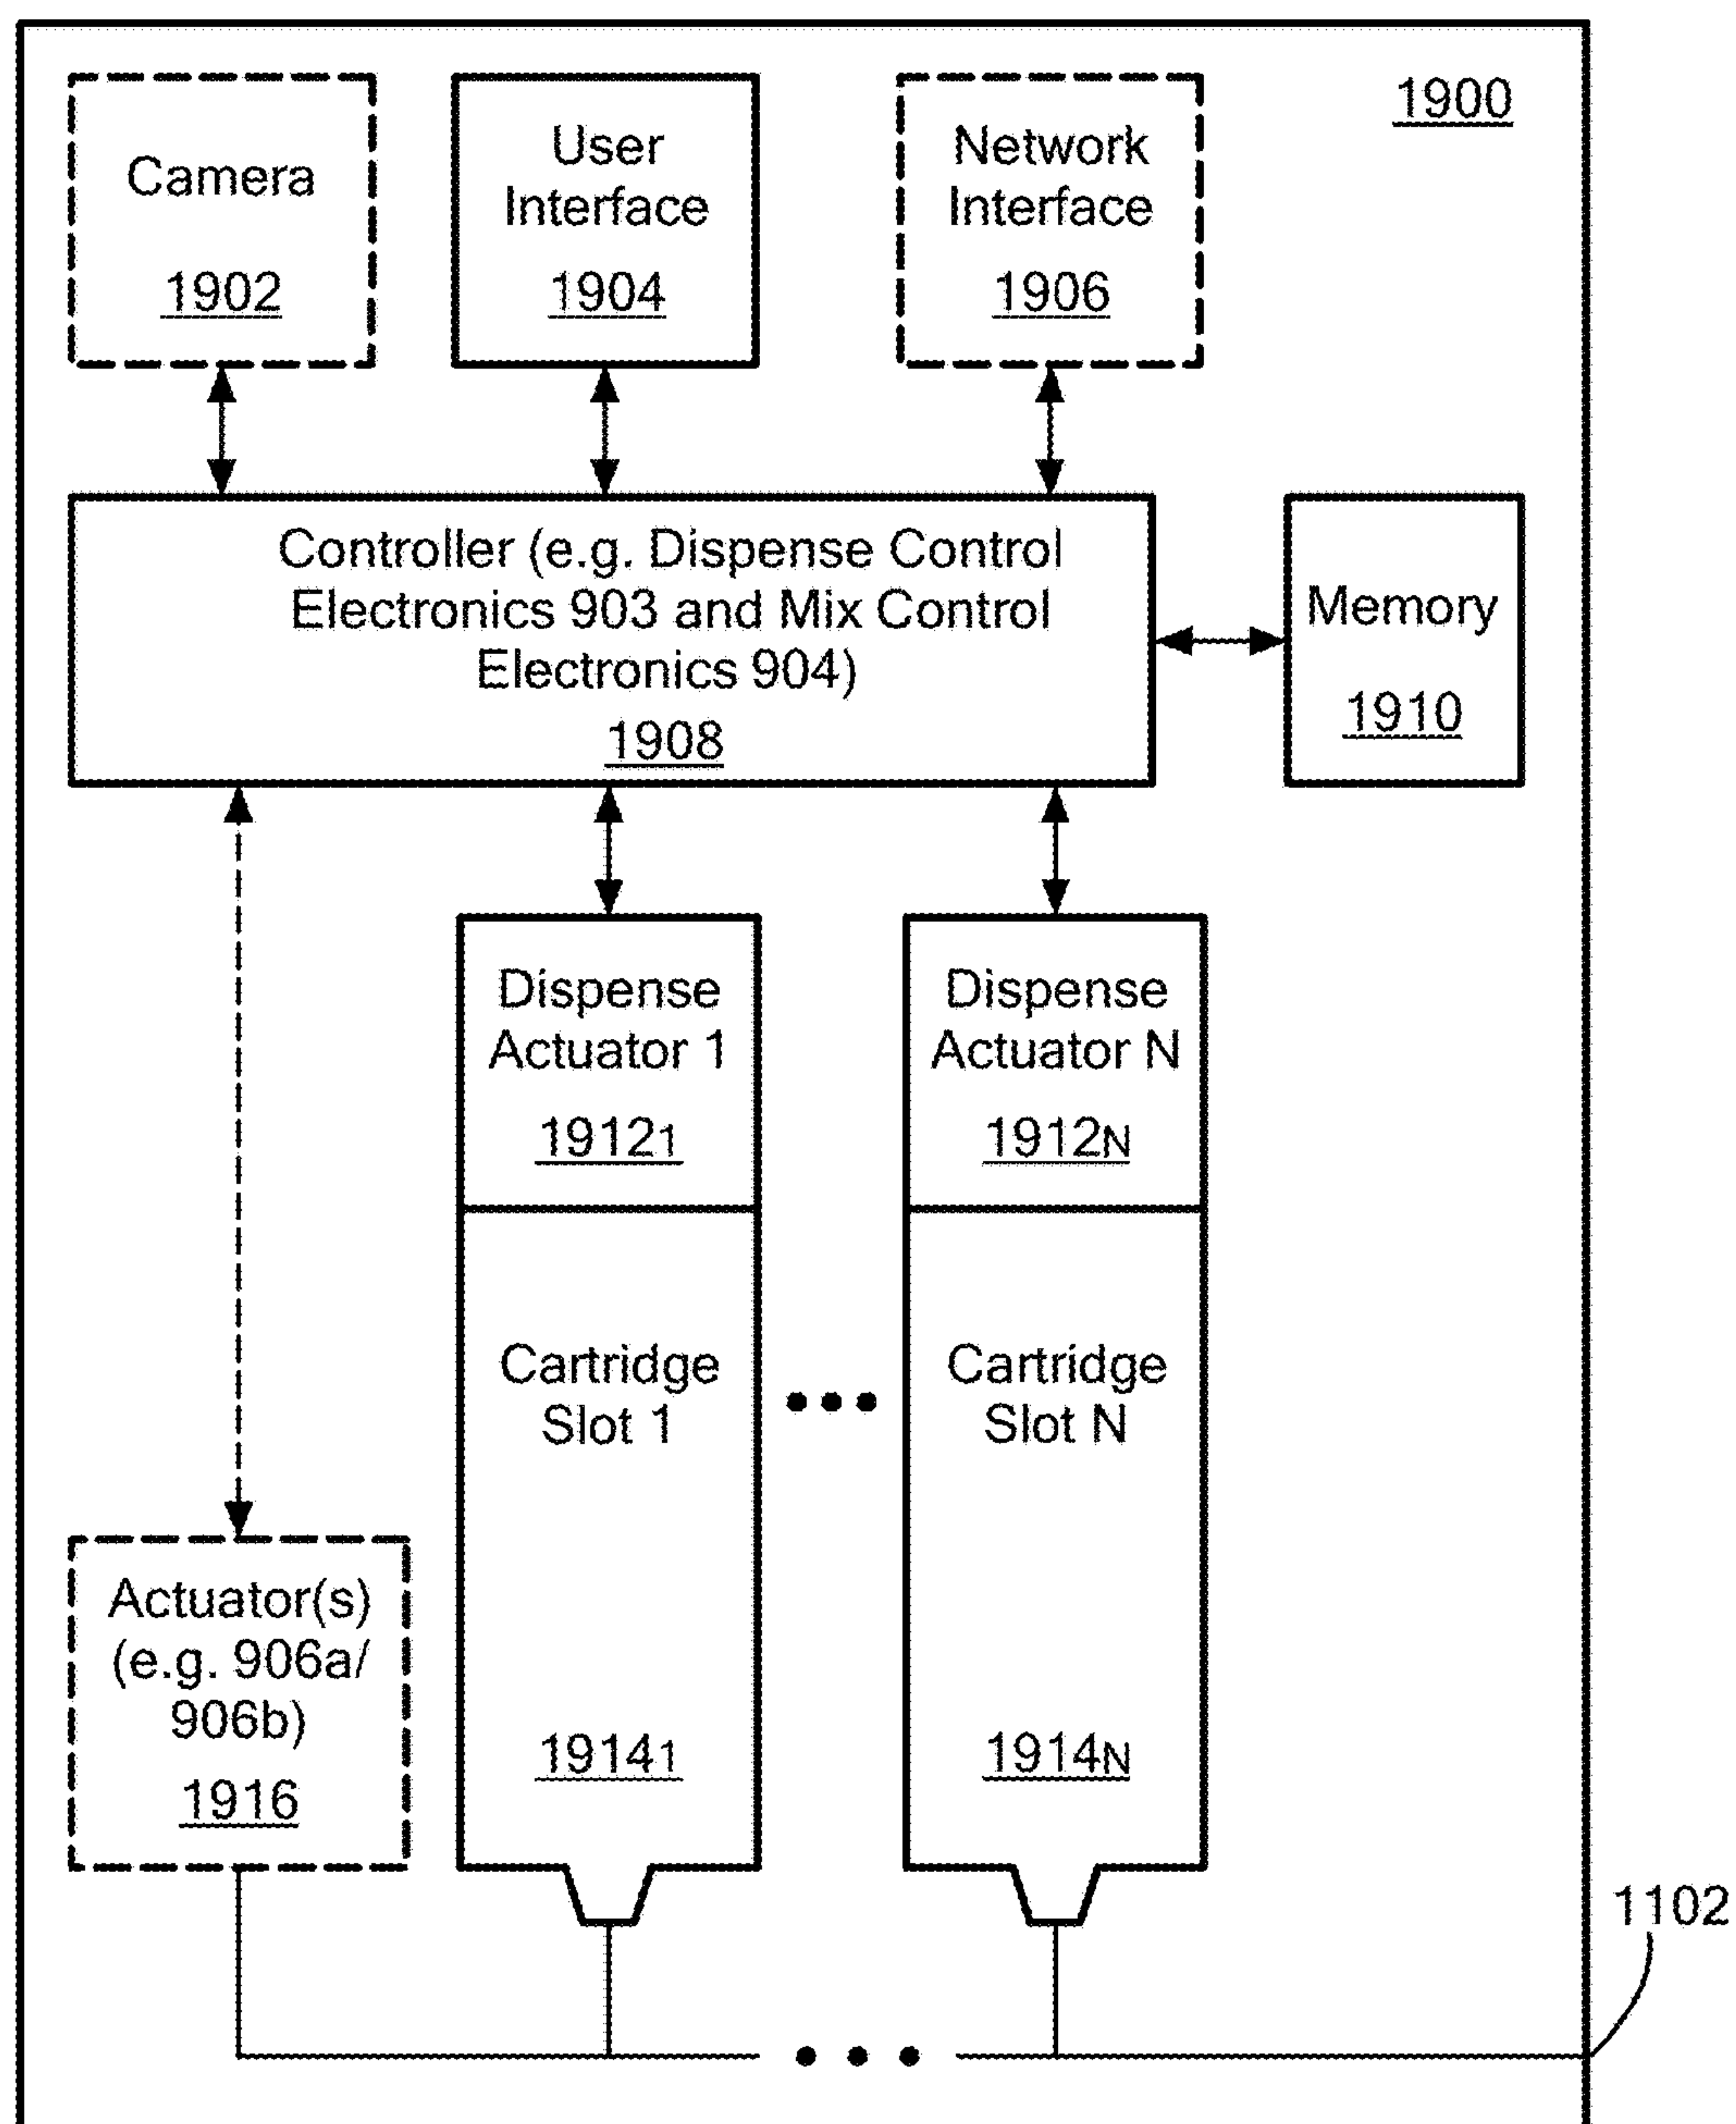 1900
Camera
1902
User
Interface
1904
Network
Interface
1906
Controller (e.g. Dispense Control
Electronics 903 and Mix Control
Electronics 904)
1908
Memory
1910
Dispense
Actuator 1
1912₁
Dispense
Actuator N
1912N
Cartridge
Slot 1
1914₁
Cartridge
Slot N
1914N
Actuator(s)
(e.g. 906a/
906b)
1916
1102